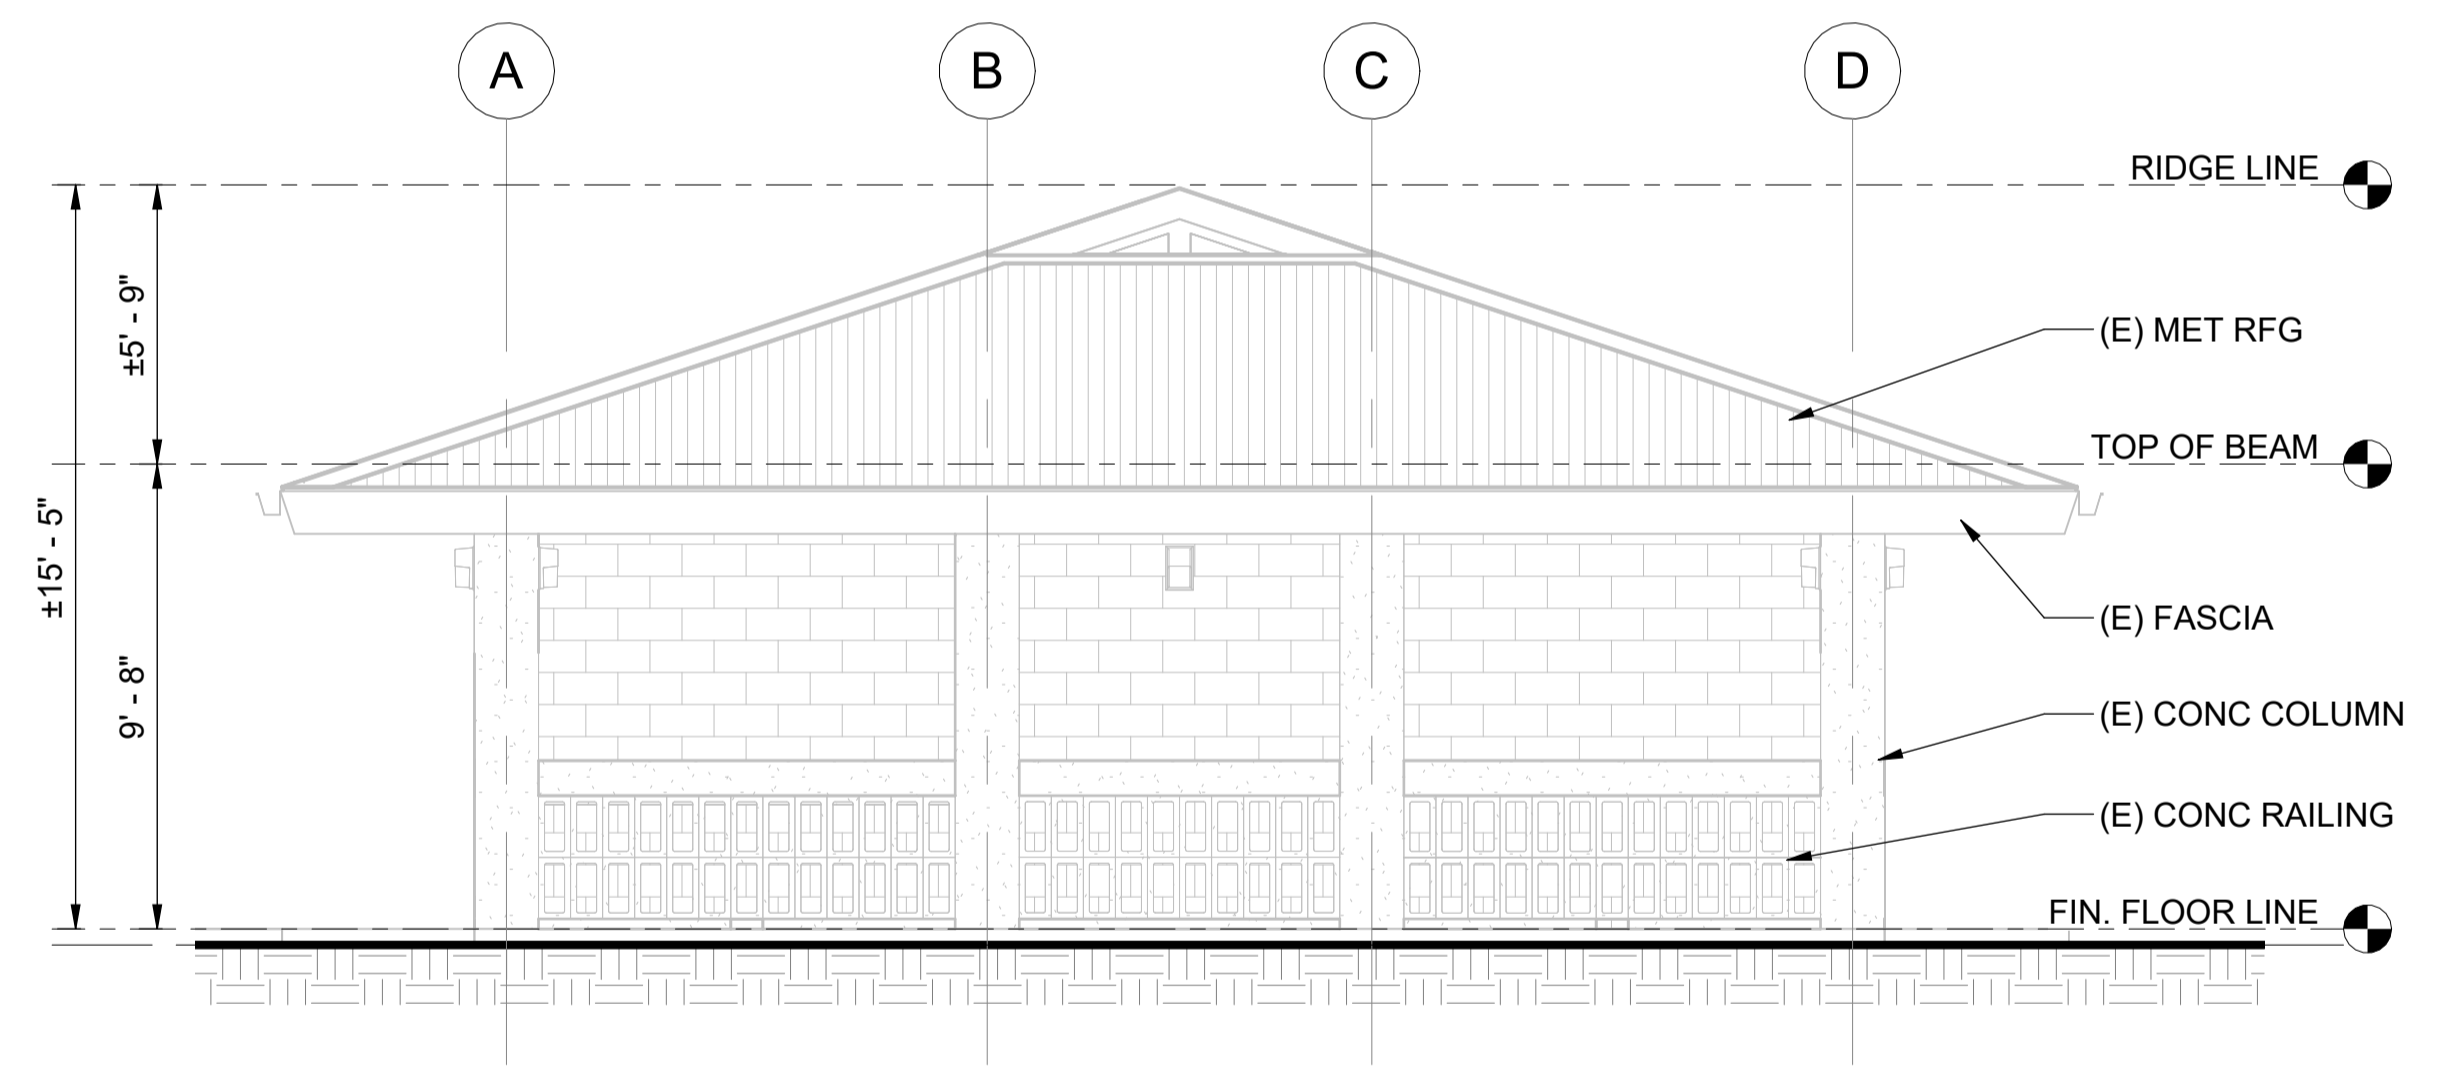 A
B
C
D
RIDGE LINE
±5' - 9"
(E) MET RFG
TOP OF BEAM
±15' - 5"
(E) FASCIA
9' - 8"
(E) CONC COLUMN
(E) CONC RAILING
FIN. FLOOR LINE